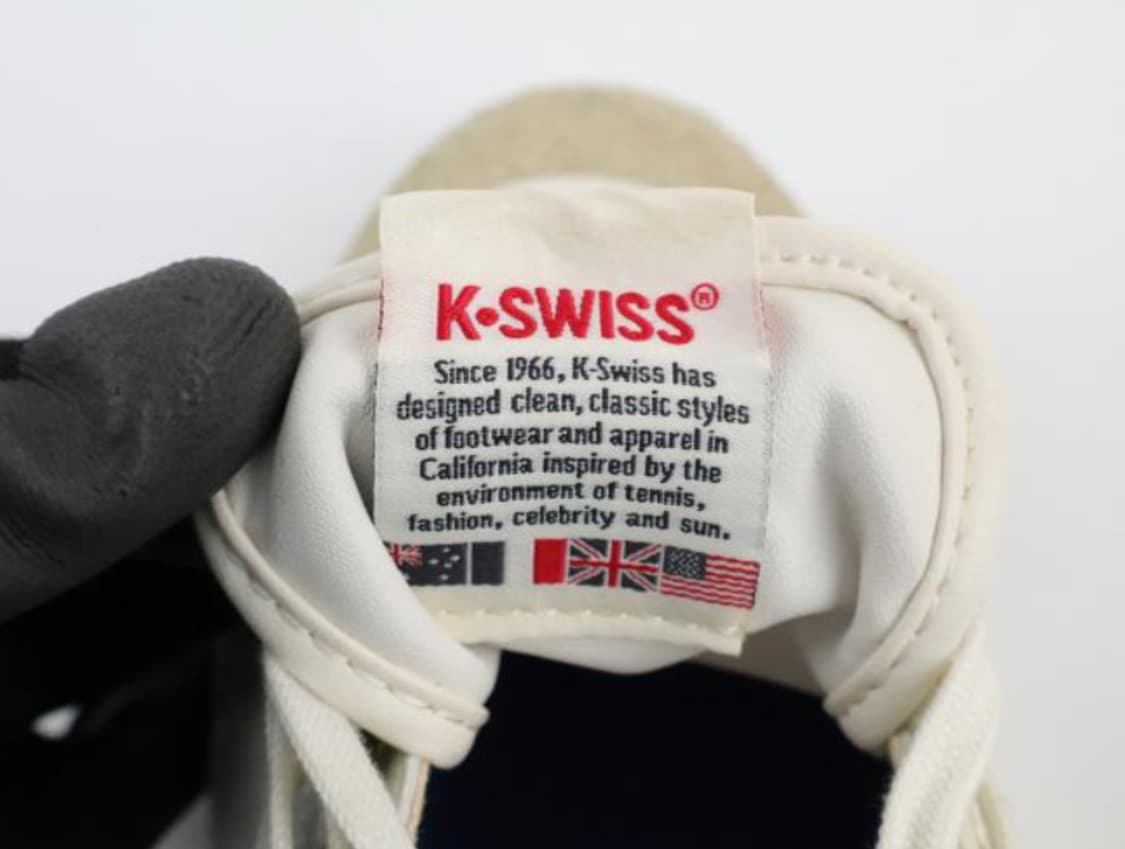 K•SWISS®
Since 1966, K-Swiss has
designed clean, classic styles
of footwear and apparel in
California inspired by the
environment of tennis,
fashion, celebrity and sun.